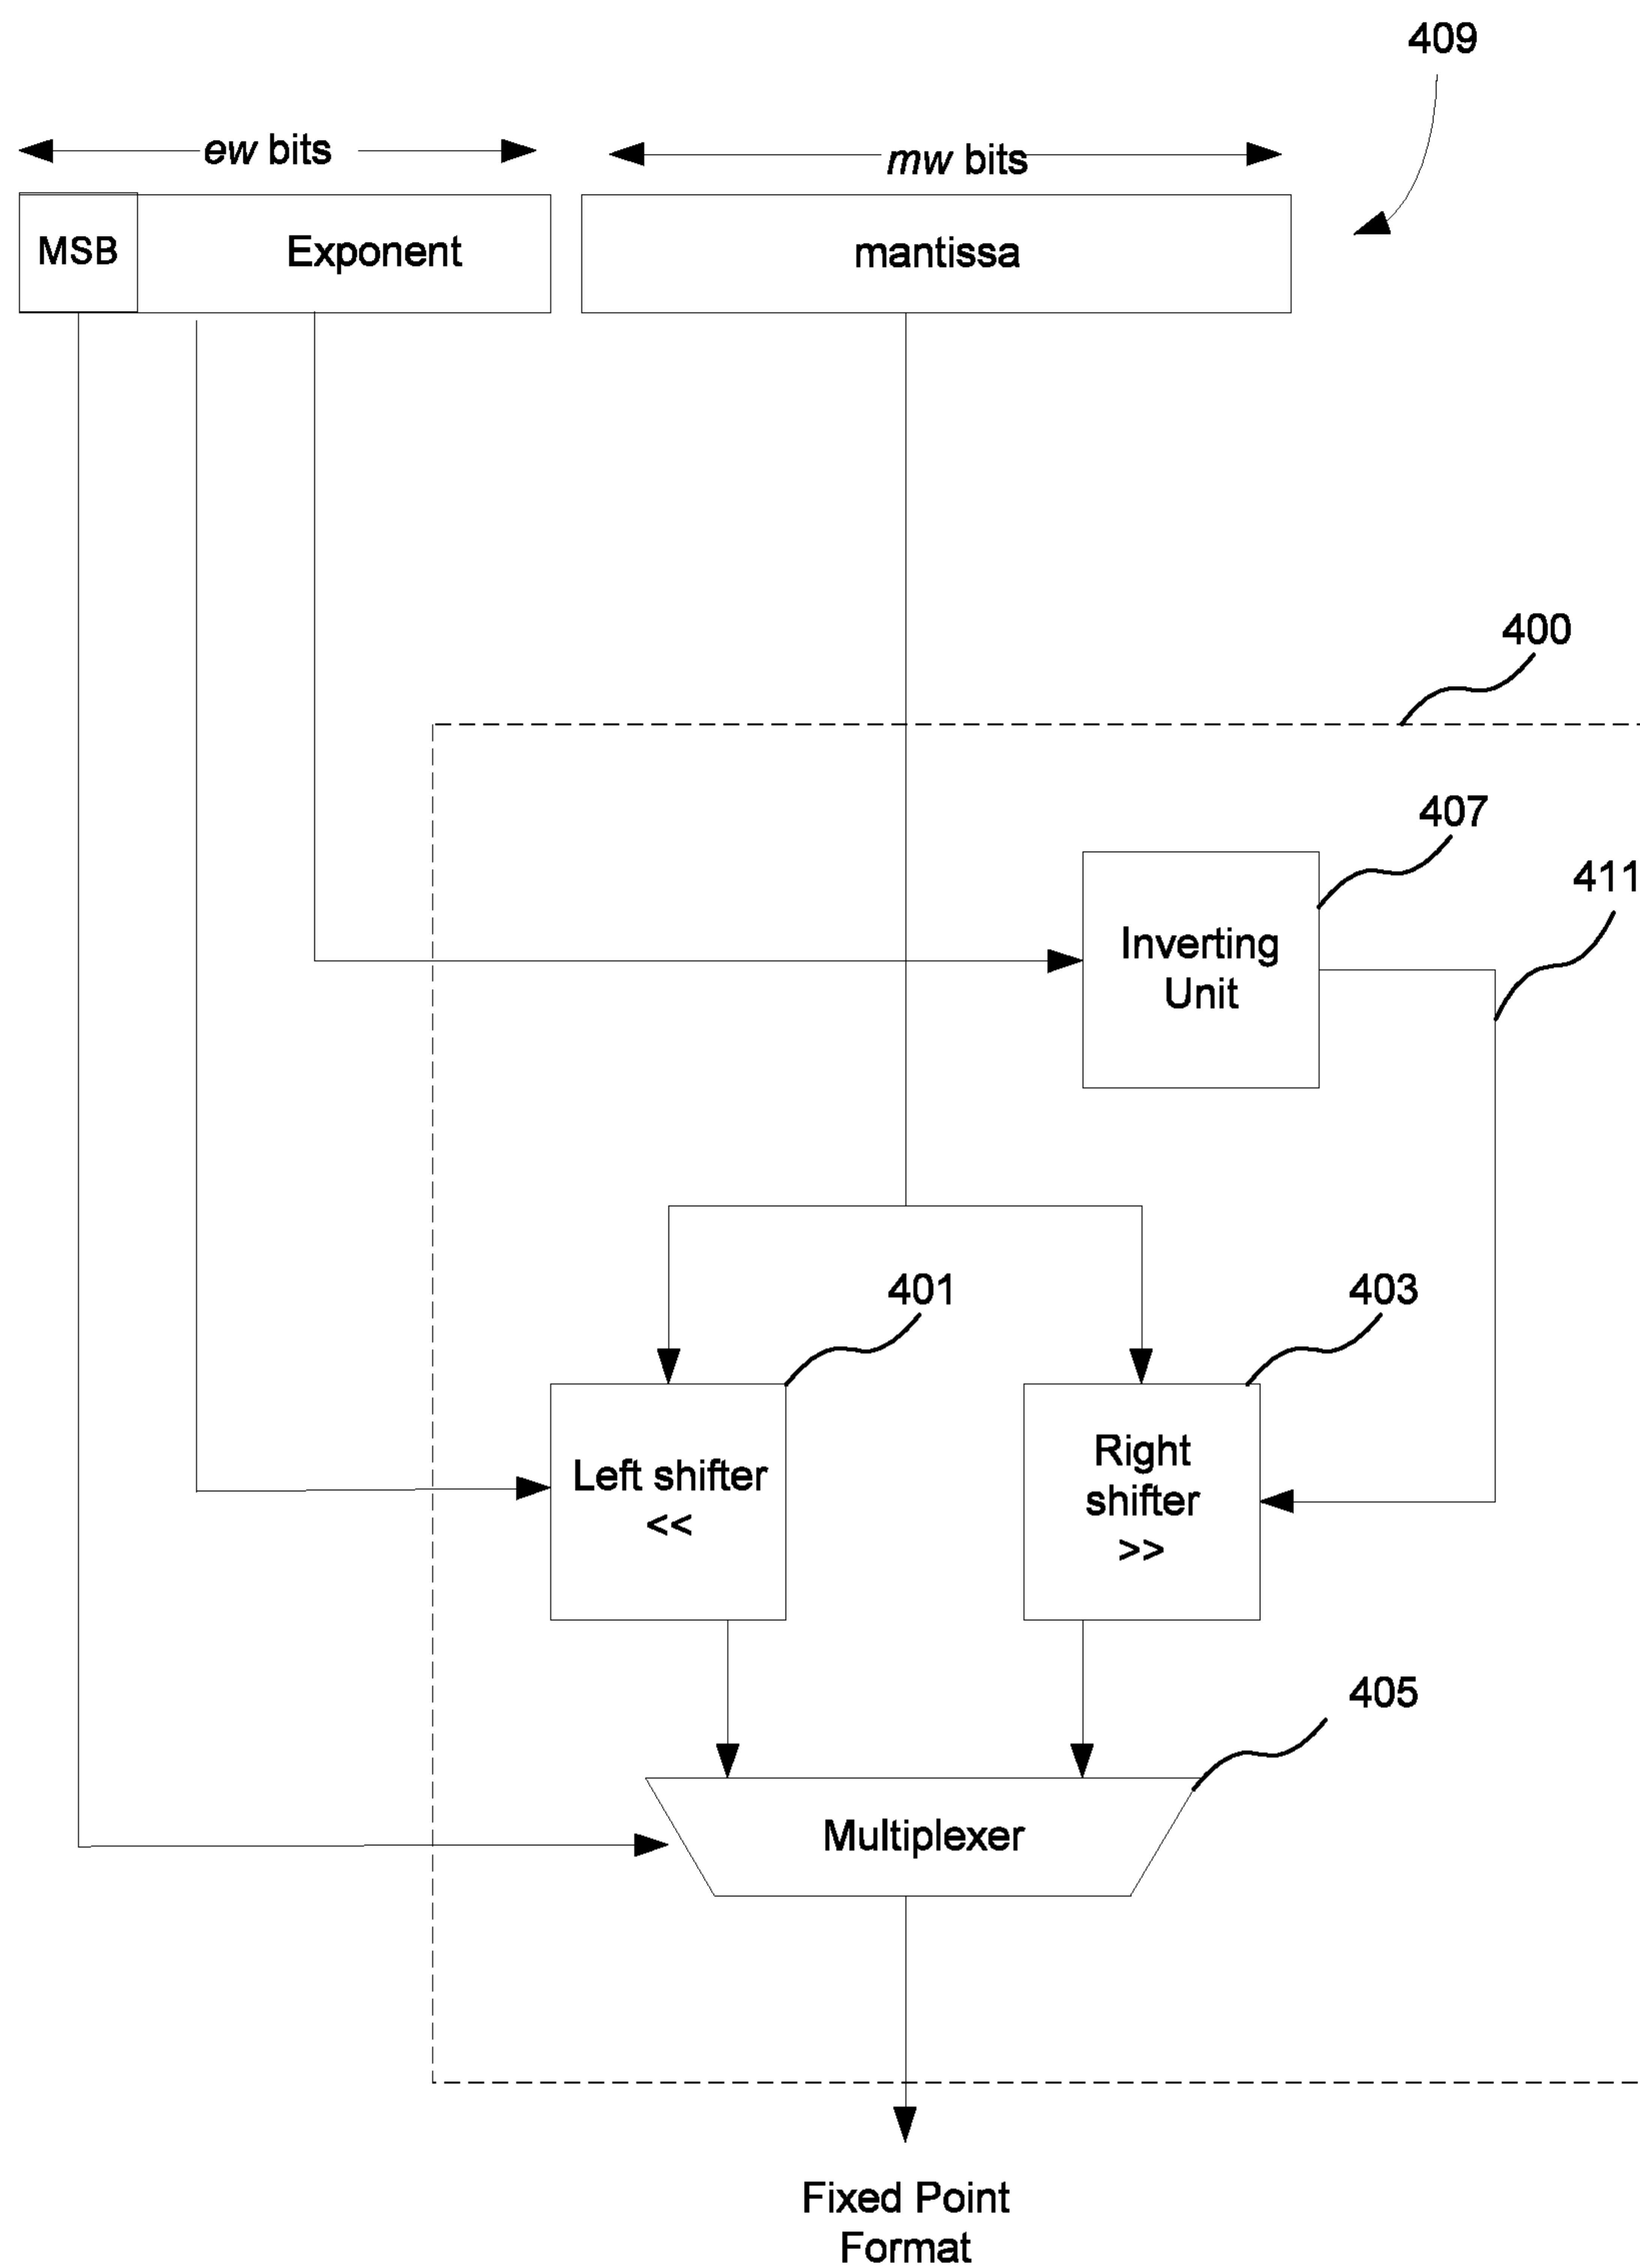 409
ew bits
mw bits
MSB
Exponent
mantissa
400
407
411
Inverting
Unit
401
403
Left shifter
<<
Right
shifter
>>
405
Multiplexer
Fixed Point
Format